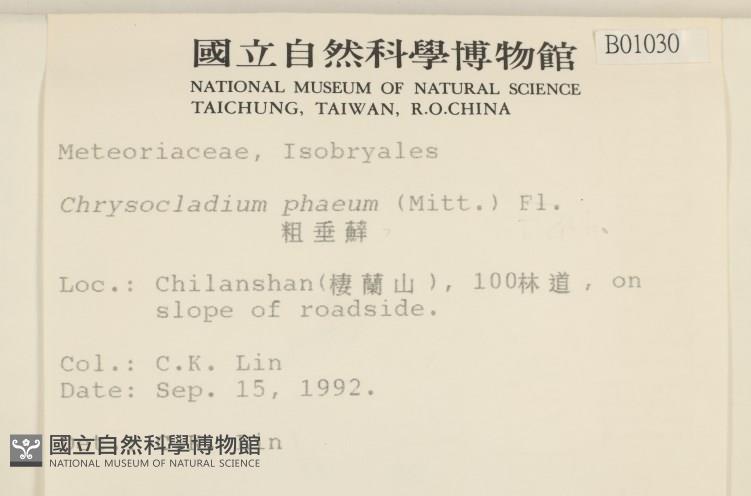 國立自然科學博物館
B01030
NATIONAL MUSEUM OF NATURAL SCIENCE
TAICHUNG, TAIWAN, R.O.CHINA
Meteoriaceae, Isobryales
Chrysocladium phaeum (Mitt.) Fl.
粗垂蘚
Loc.: Chilanshan(棲蘭山), 100林道, on
slope of roadside.
Col.: C.K. Lin
Date: Sep. 15, 1992.
國立自然科學博物館
NATIONAL MUSEUM OF NATURAL SCIENCE